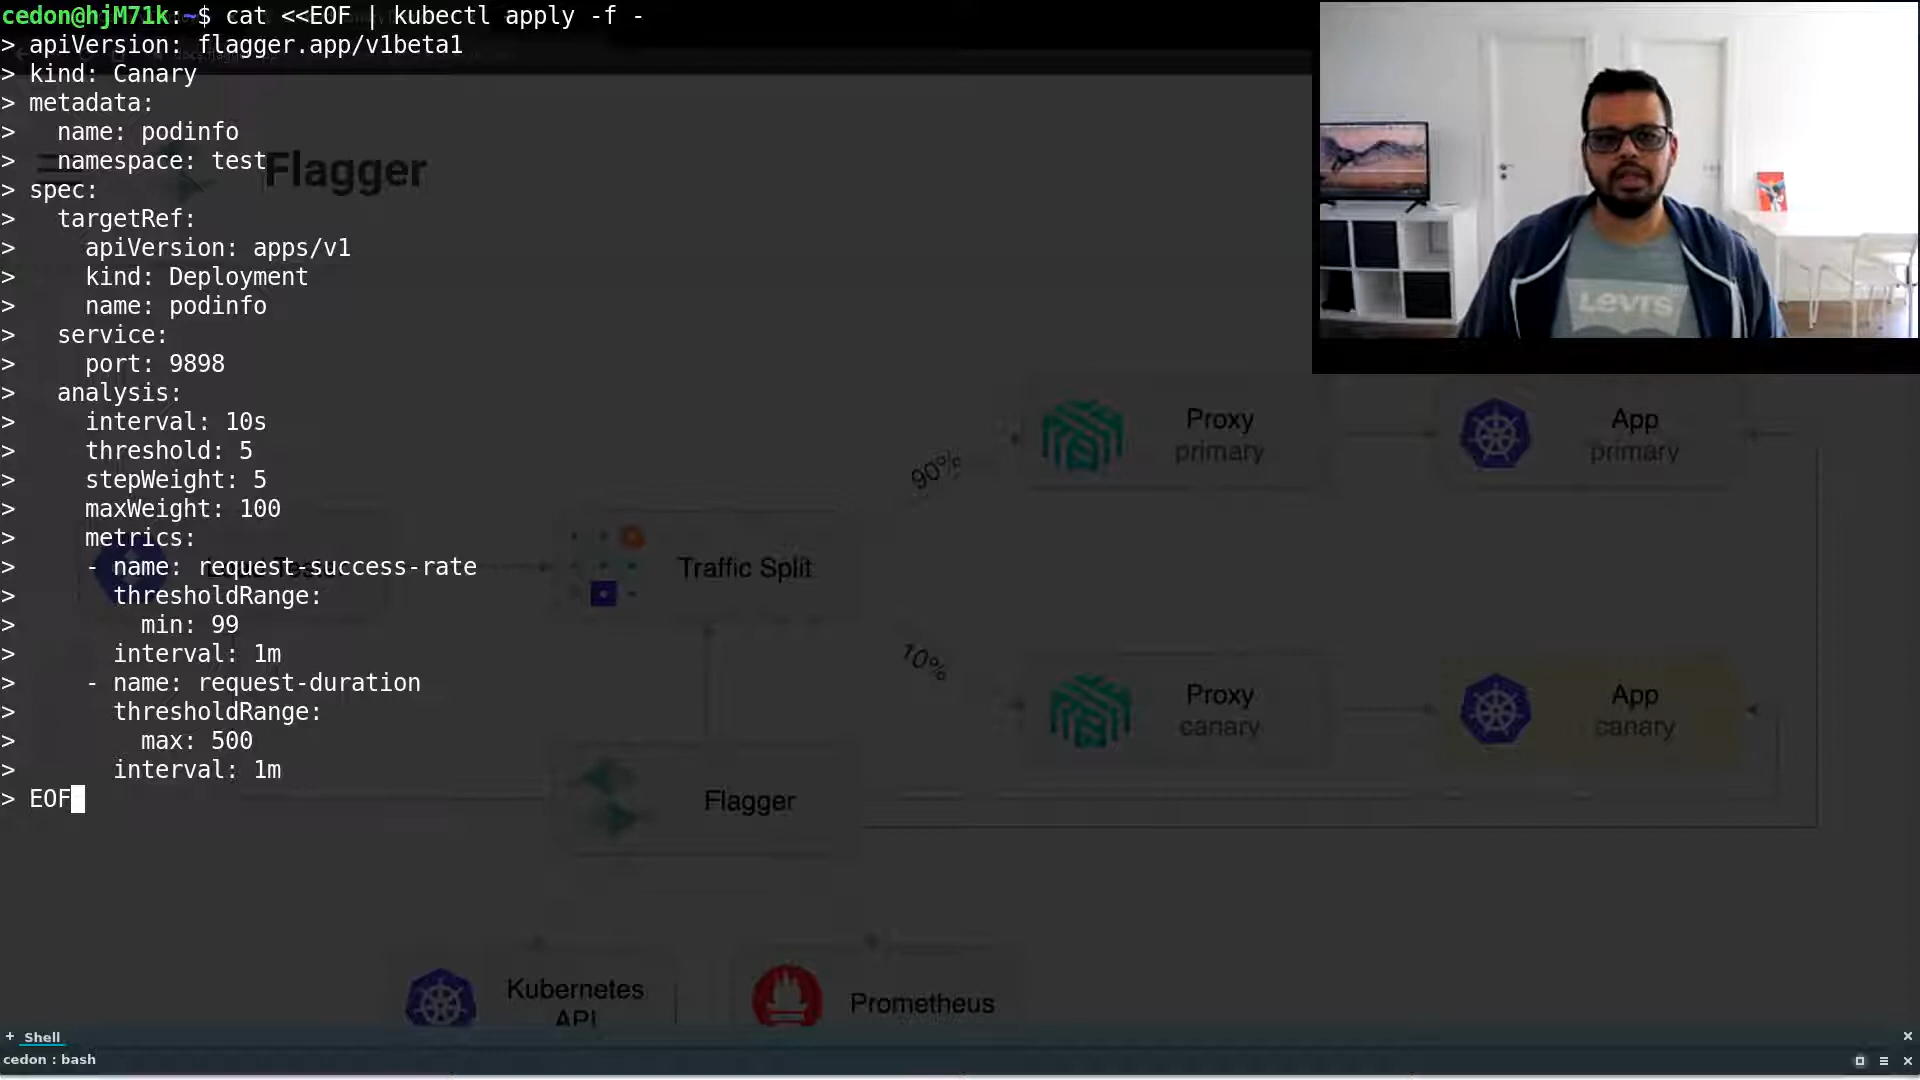 cedon@hjM71k:~$ cat <<EOF | kubectl apply -f -
> apiVersion: flagger.app/v1beta1
> kind: Canary
> metadata:
>   name: podinfo
>   namespace: test
> spec:
>   targetRef:
>     apiVersion: apps/v1
>     kind: Deployment
>     name: podinfo
>   service:
>     port: 9898
>   analysis:
>     interval: 10s
>     threshold: 5
>     stepWeight: 5
>     maxWeight: 100
>     metrics:
>     - name: request-success-rate
>       thresholdRange:
>         min: 99
>       interval: 1m
>     - name: request-duration
>       thresholdRange:
>         max: 500
>       interval: 1m
> EOF
Flagger
Levi's
90%
Proxy
primary
App
primary
Traffic Split
10%
Proxy
canary
App
canary
Flagger
Kubernetes
API
Prometheus
+ Shell
cedon : bash